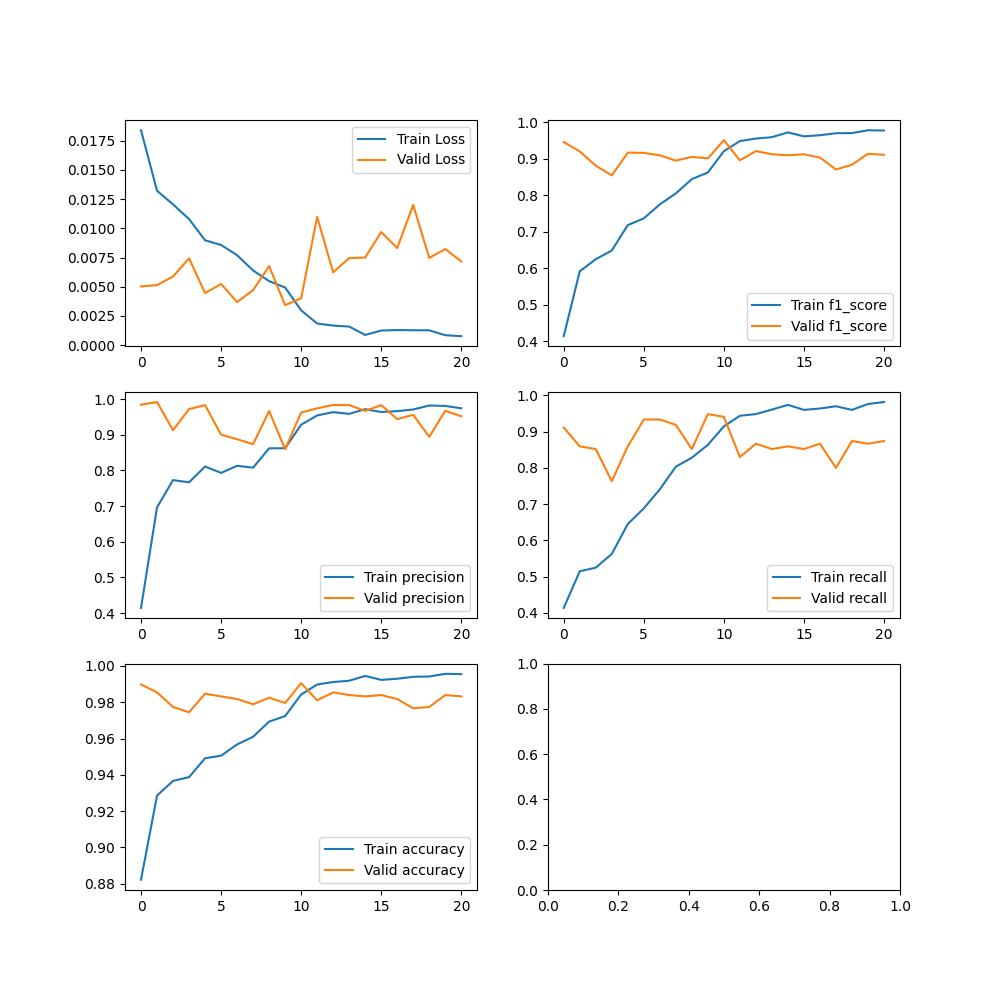 0.0175
0.0150
0.0125
0.0100
0.0075
0.0050
0.0025
0.0000
0 5 10 15 20
Train Loss
Valid Loss
1.0
0.9
0.8
0.7
0.6
0.5
0.4
0 5 10 15 20
Train f1_score
Valid f1_score
1.0
0.9
0.8
0.7
0.6
0.5
0.4
0 5 10 15 20
Train precision
Valid precision
1.0
0.9
0.8
0.7
0.6
0.5
0.4
0 5 10 15 20
Train recall
Valid recall
1.00
0.98
0.96
0.94
0.92
0.90
0.88
0 5 10 15 20
Train accuracy
Valid accuracy
1.0
0.8
0.6
0.4
0.2
0.0
0.0 0.2 0.4 0.6 0.8 1.0